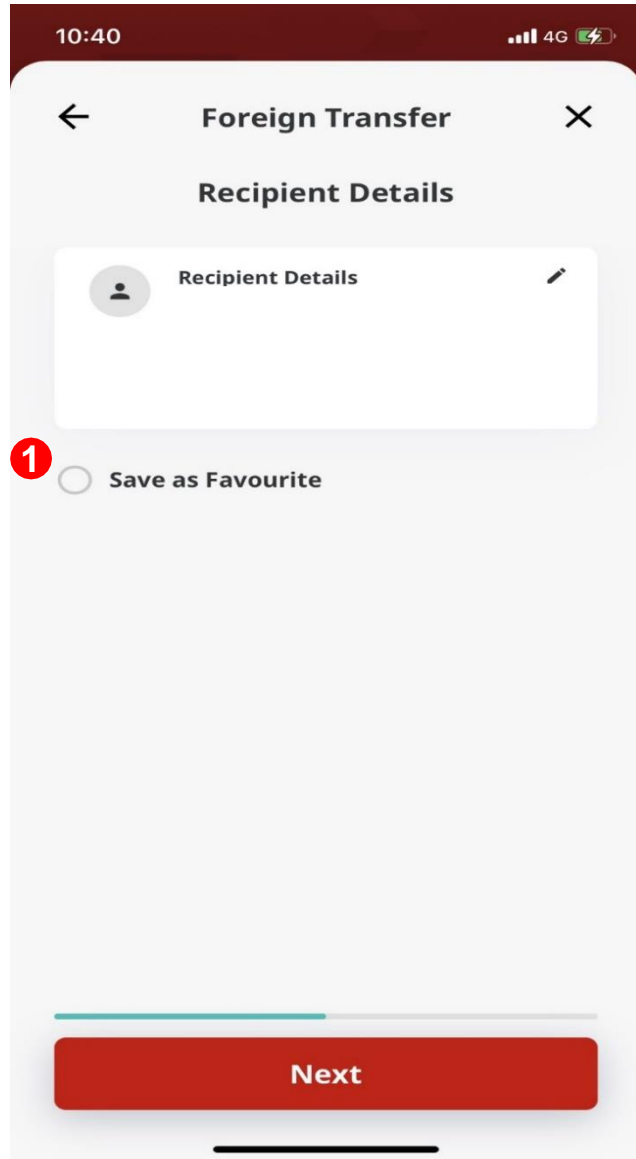 10:40 4G
Foreign Transfer
Recipient Details
Recipient Details
1
Save as Favourite
Next